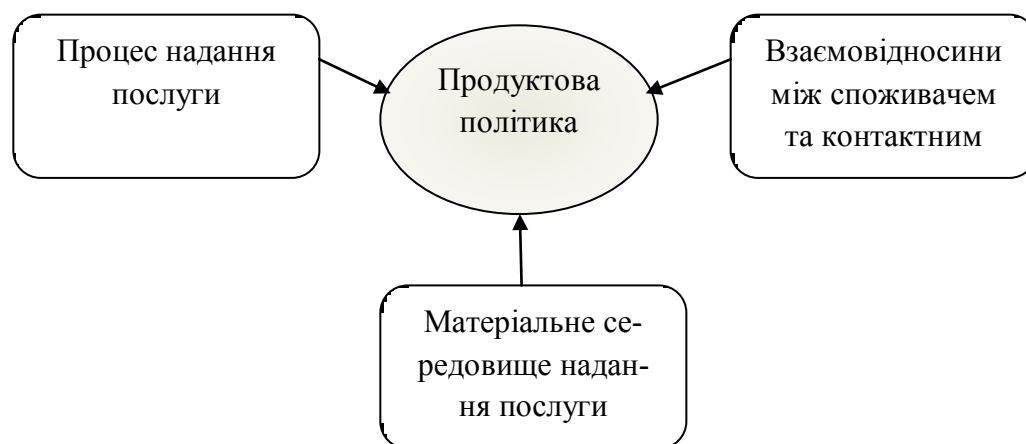 Процес надання
послуги
Продуктова
політика
Взаємовідносини
між споживачем
та контактним
Матеріальне се-
редовище надан-
ня послуги